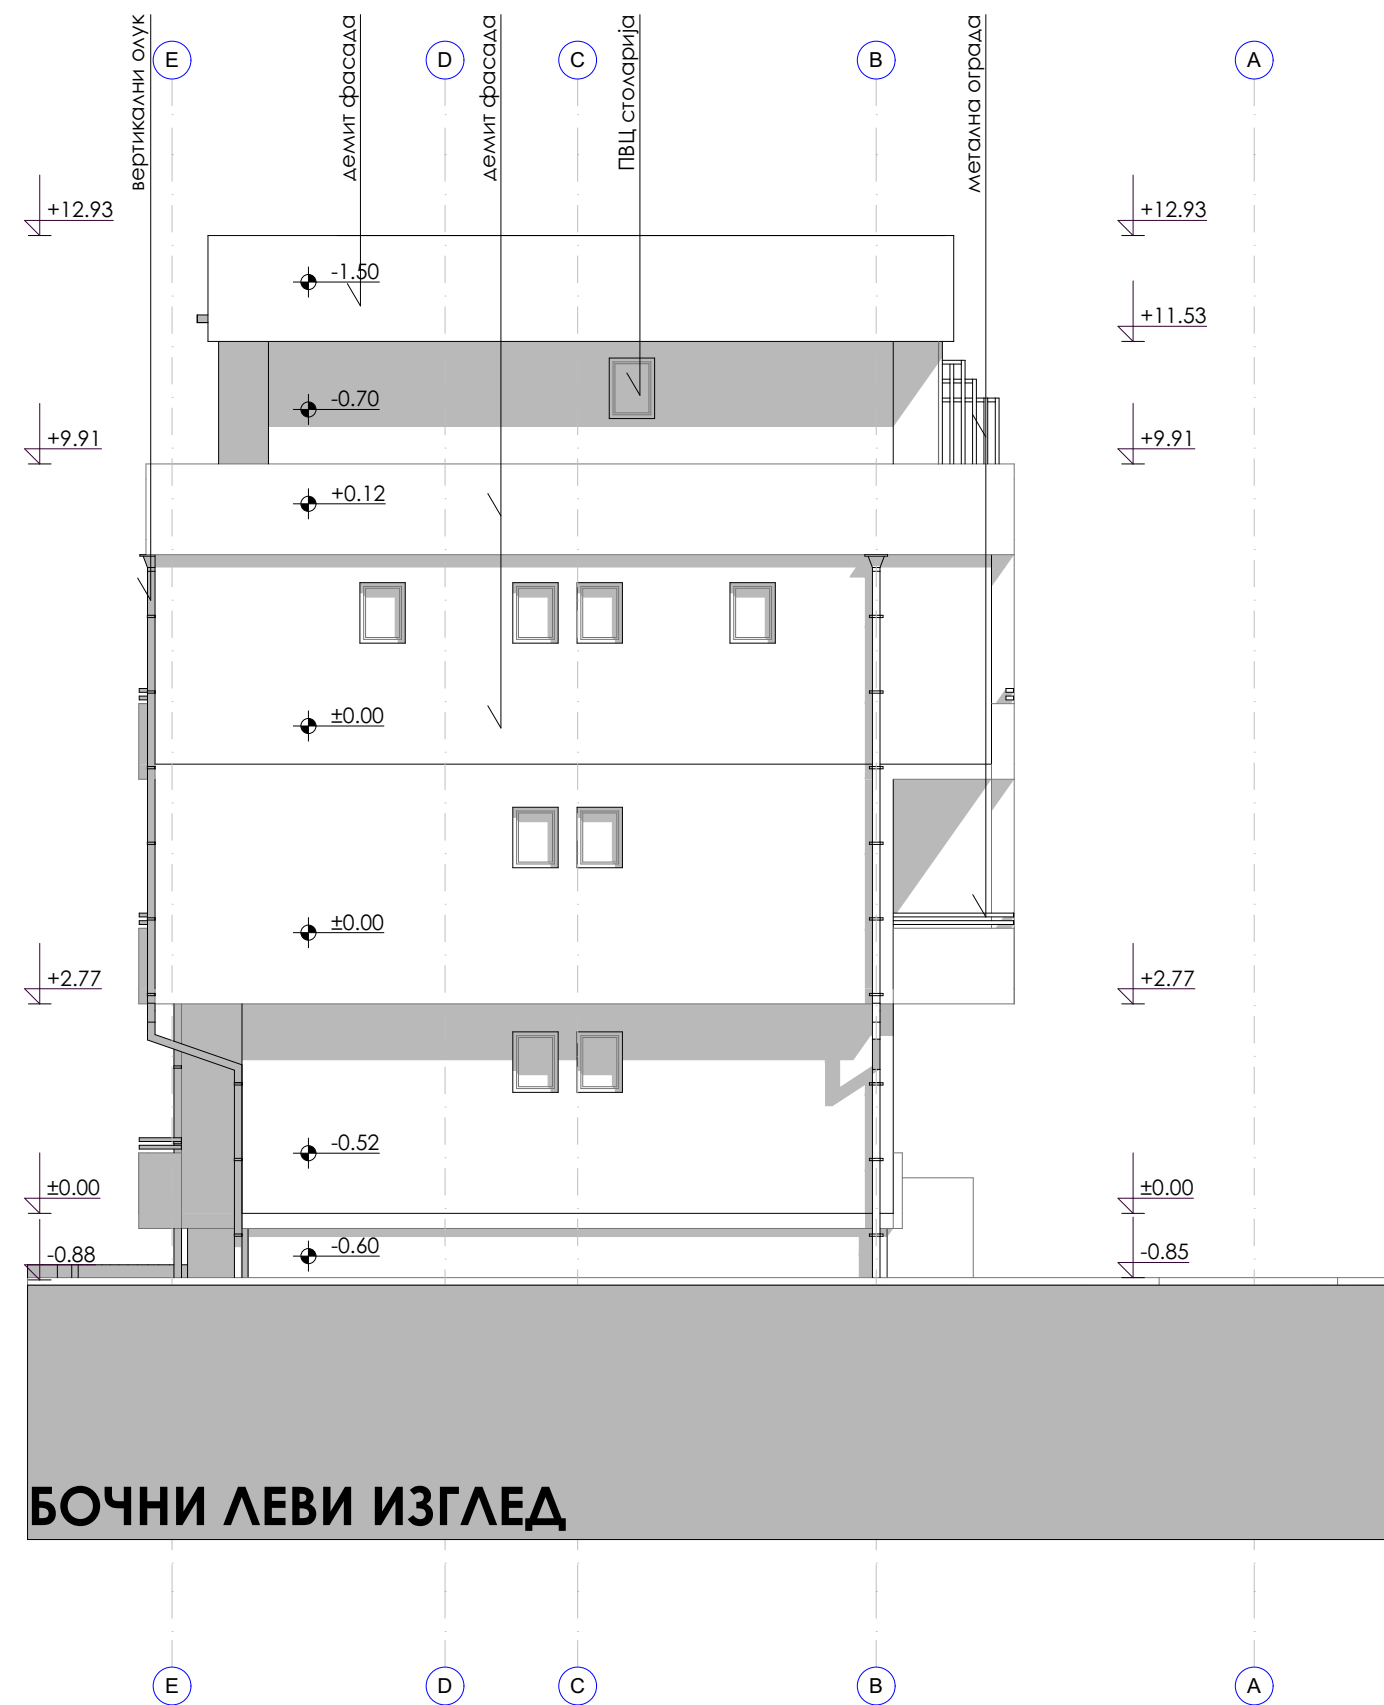 вертикални олук
E
демит фасада
D
демит фасада
C
ПВЦ столарија
B
метална ограда
A
+12.93
+12.93
-1.50
+11.53
-0.70
+9.91
+9.91
+0.12
±0.00
±0.00
+2.77
+2.77
-0.52
±0.00
±0.00
-0.60
-0.88
-0.85
БОЧНИ ЛЕВИ ИЗГЛЕД
E
D
C
B
A